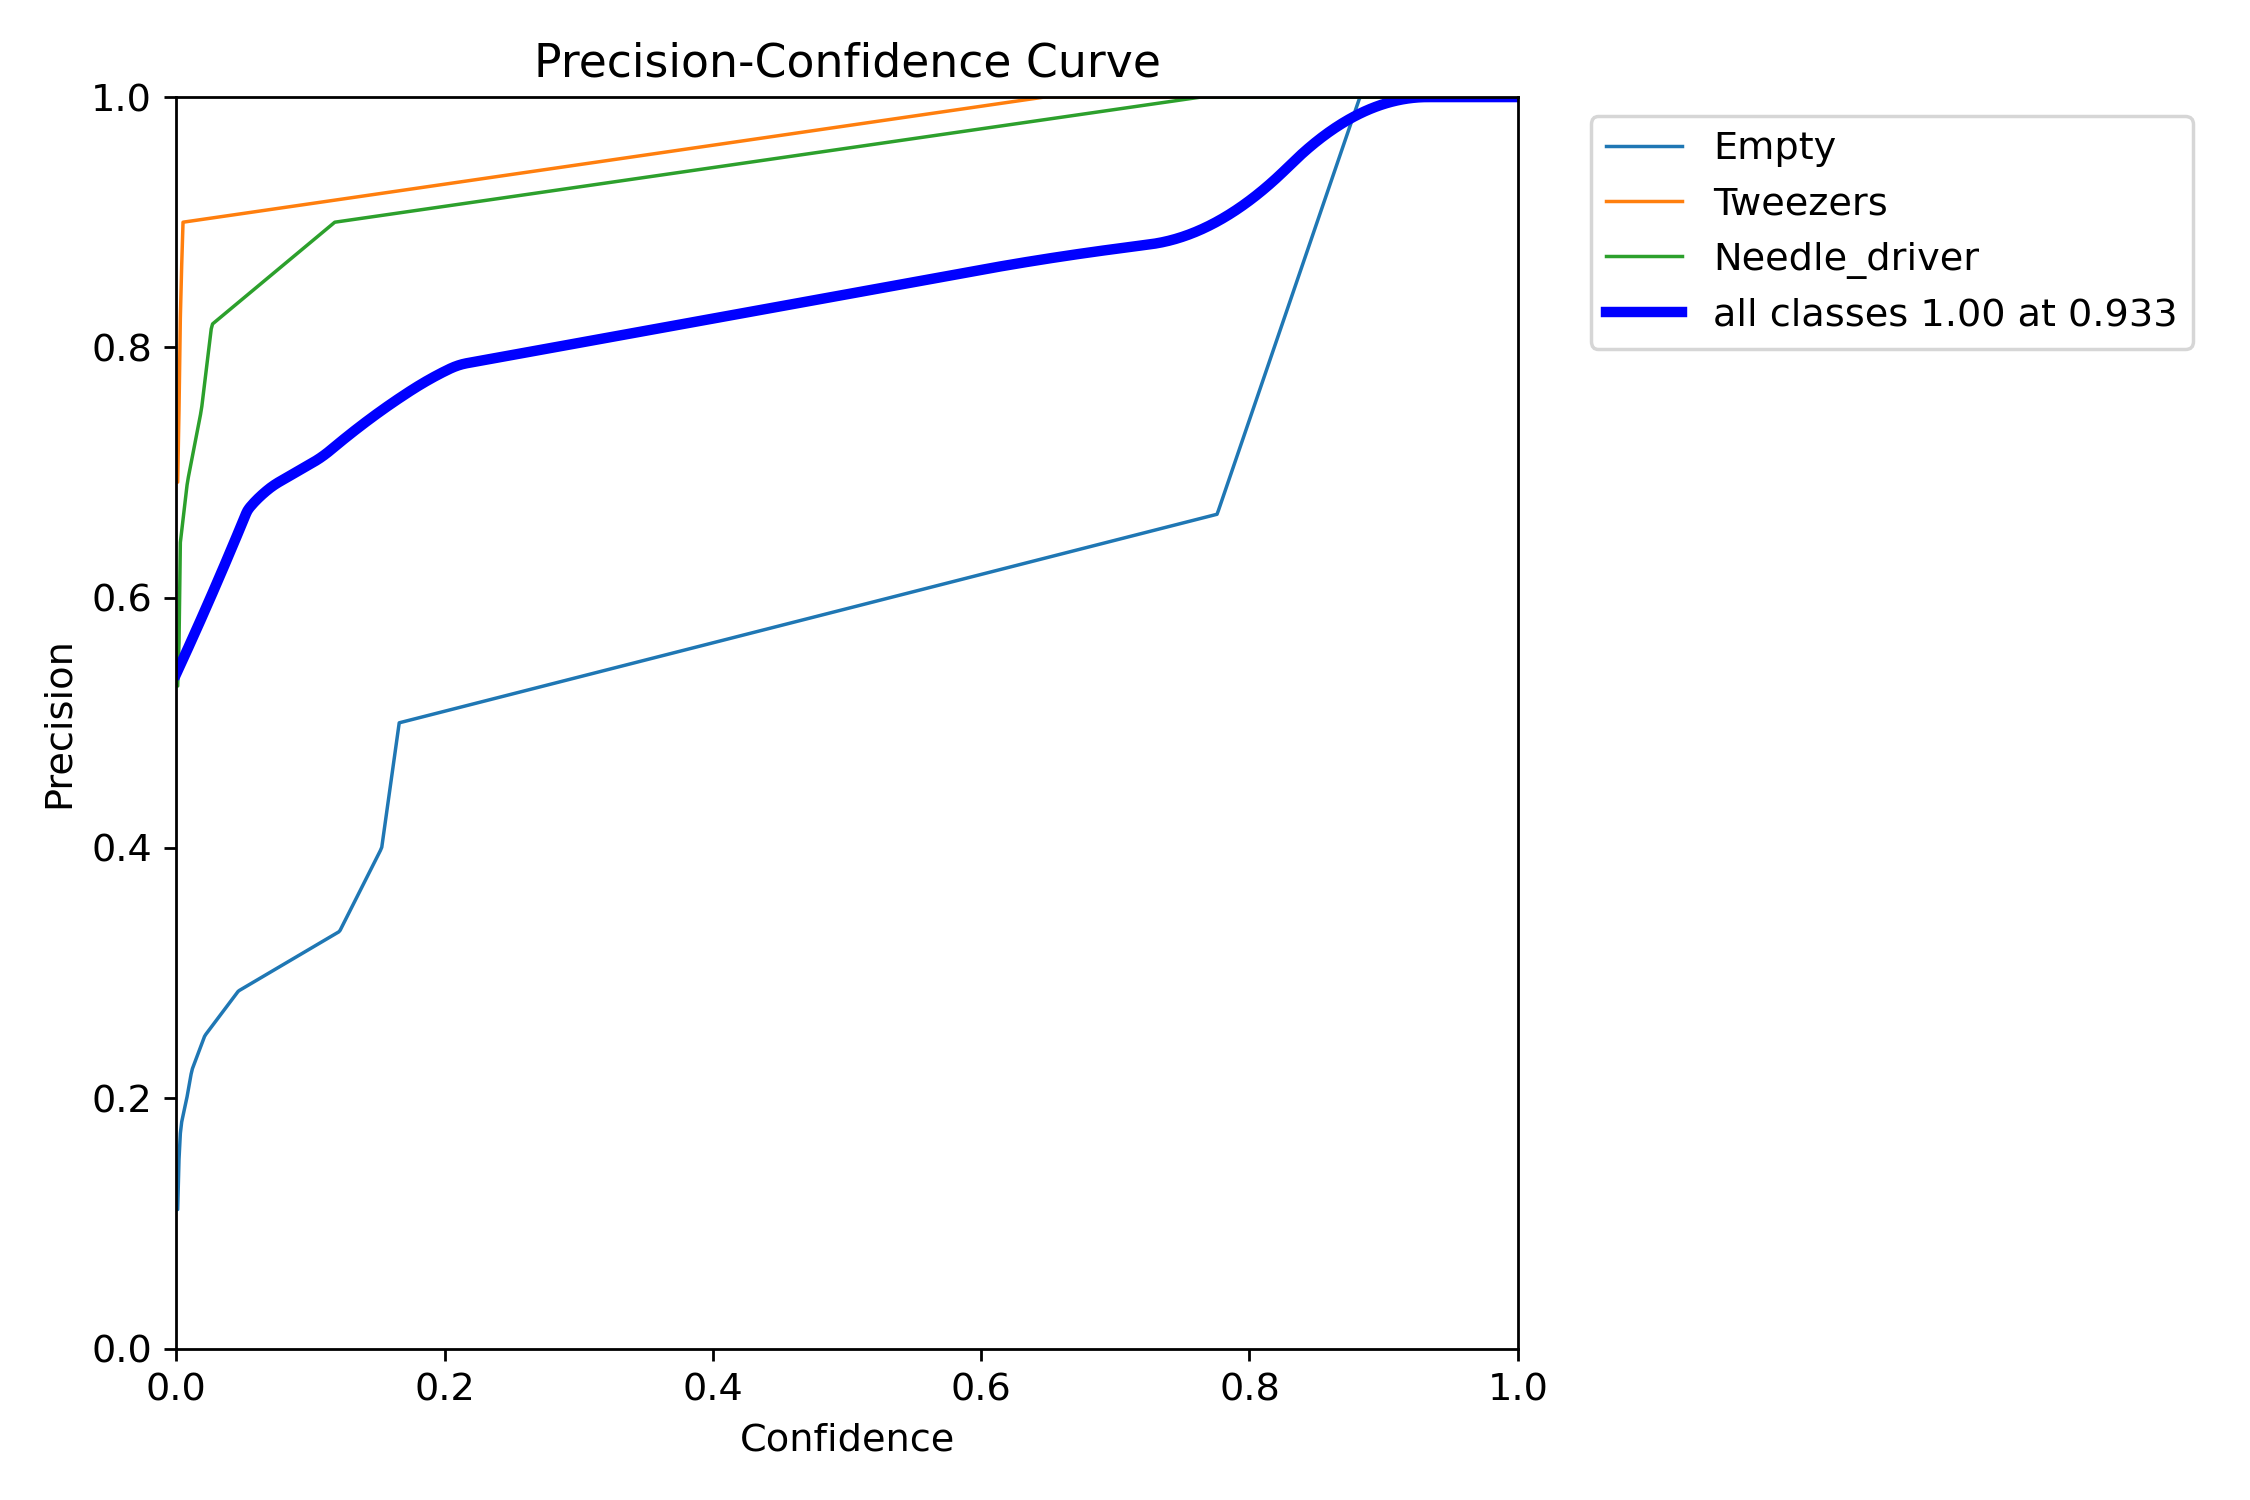 Precision-Confidence Curve
1.0
0.8
0.6
0.4
0.2
0.0
Precision
0.0 0.2 0.4 0.6 0.8 1.0
Confidence
Empty
Tweezers
Needle_driver
all classes 1.00 at 0.933